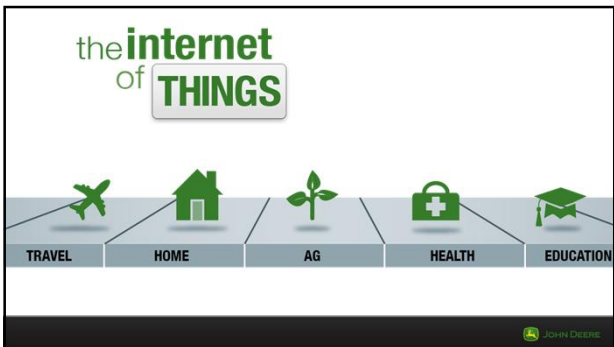 the internet
of THINGS
TRAVEL HOME AG HEALTH EDUCATION
JOHN DEERE